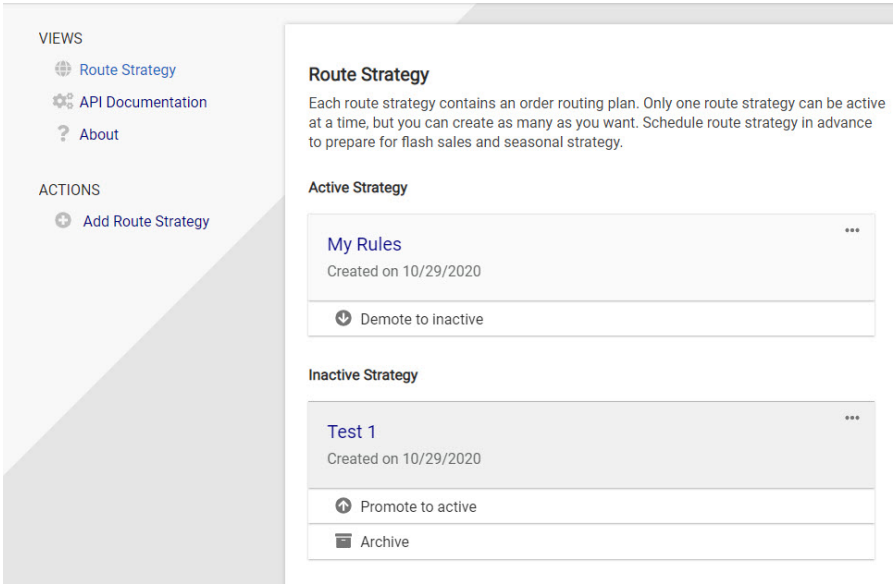 VIEWS
Route Strategy
API Documentation
About
ACTIONS
Add Route Strategy
Route Strategy
Each route strategy contains an order routing plan. Only one route strategy can be active
at a time, but you can create as many as you want. Schedule route strategy in advance
to prepare for flash sales and seasonal strategy.
Active Strategy
My Rules
Created on 10/29/2020
Demote to inactive
Inactive Strategy
Test 1
Created on 10/29/2020
Promote to active
Archive